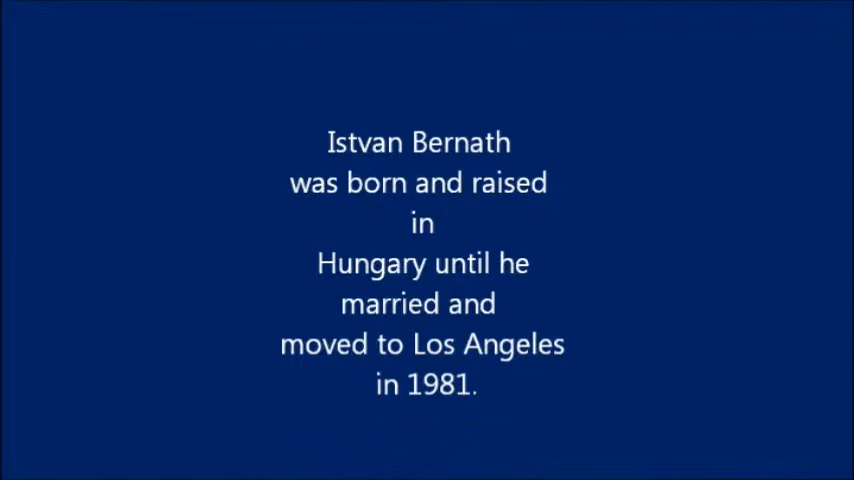 Istvan Bernath
was born and raised
in
Hungary until he
married and
moved to Los Angeles
in 1981.